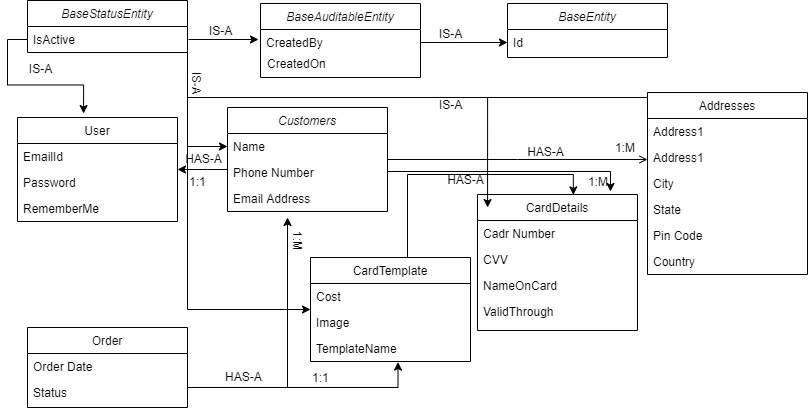 BaseStatusEntity
IsActive
IS-A
BaseAuditableEntity
CreatedBy
CreatedOn
IS-A
BaseEntity
Id
IS-A
IS-A
IS-A
User
EmailId
Password
RememberMe
HAS-A
1:1
Customers
Name
Phone Number
Email Address
HAS-A
1:M
Addresses
Address1
Address1
City
State
Pin Code
Country
HAS-A
1:M
CardDetails
Cadr Number
CVV
NameOnCard
ValidThrough
1:M
CardTemplate
Cost
Image
TemplateName
Order
Order Date
Status
HAS-A
1:1